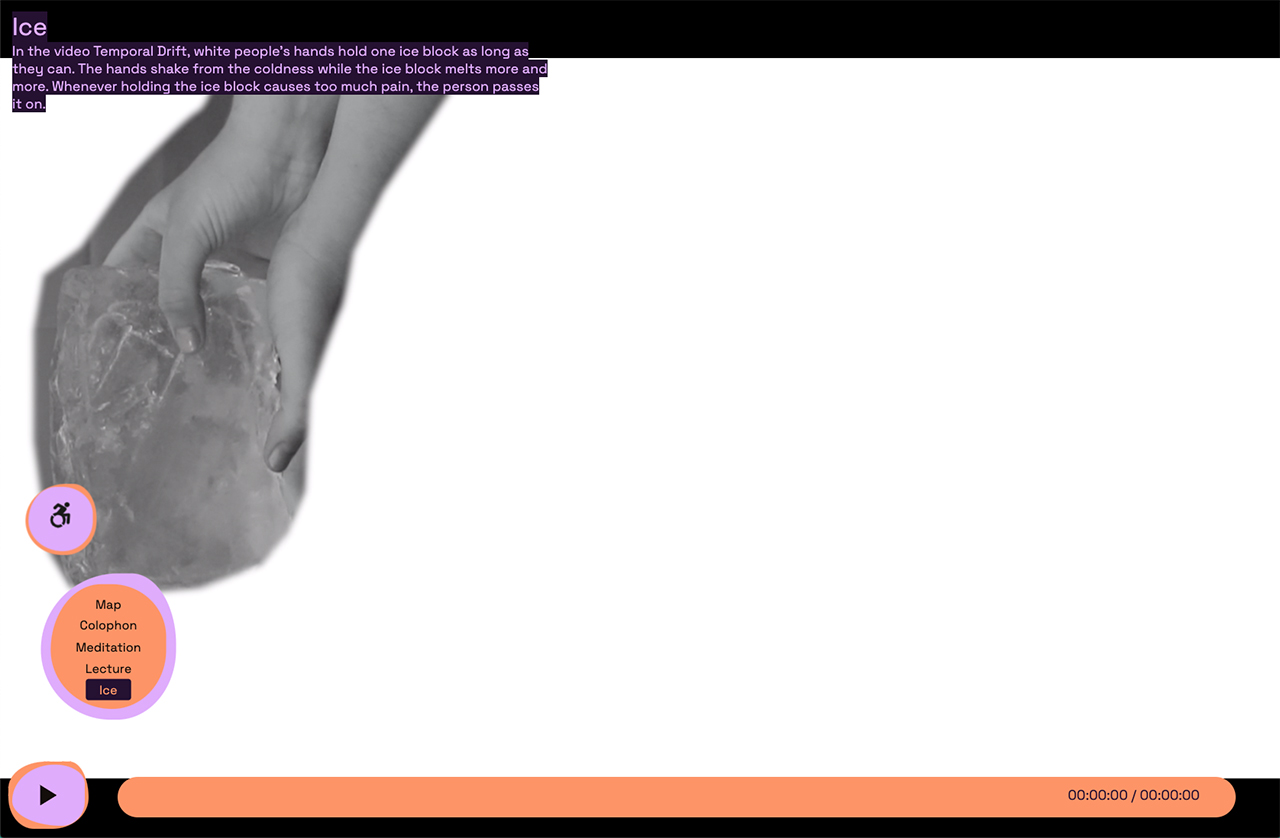 Ice
In the video Temporal Drift, white people's hands hold one ice block as long as
they can. The hands shake from the coldness while the ice block melts more and
more. Whenever holding the ice block causes too much pain, the person passes
it on.
Map
Colophon
Meditation
Lecture
Ice
00:00:00 / 00:00:00